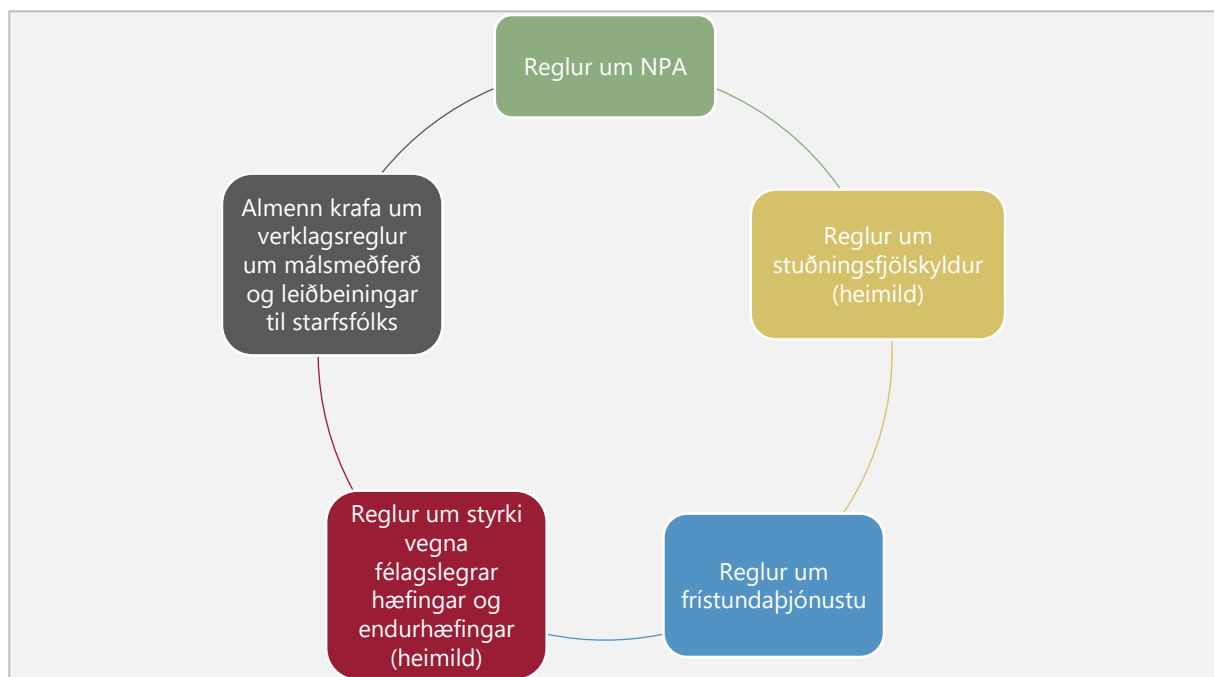 Reglur um NPA
Reglur um
stuðningsfjölskyldur
(heimild)
Reglur um
frístundaþjónustu
Reglur um styrki
vegna
félagslegrar
hæfingar og
endurhæfingar
(heimild)
Almenn krafa um
verklagsreglur
um málsmeðferð
og leiðbeiningar
til starfsfólks